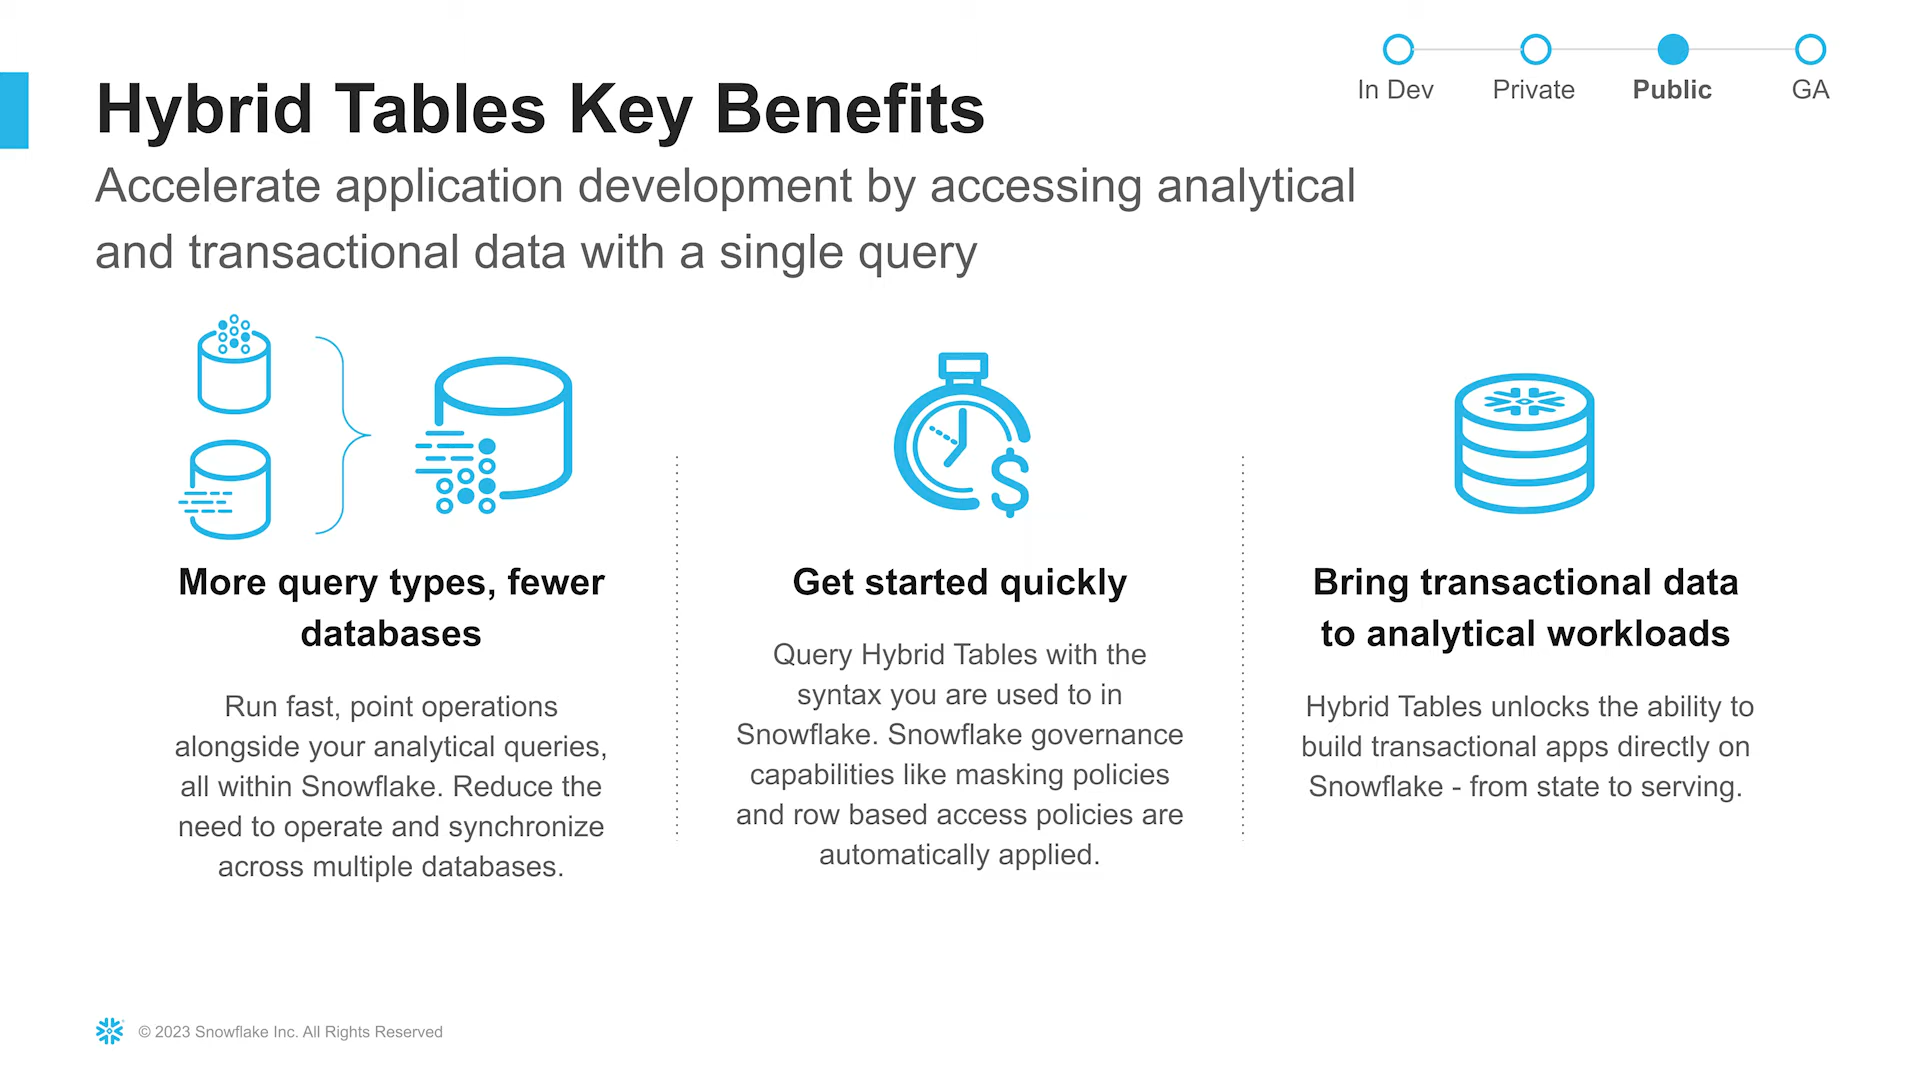 In Dev
Private
Public
GA
Hybrid Tables Key Benefits
Accelerate application development by accessing analytical
and transactional data with a single query
$
More query types, fewer
databases
Run fast, point operations
alongside your analytical queries,
all within Snowflake. Reduce the
need to operate and synchronize
across multiple databases.
Get started quickly
Query Hybrid Tables with the
syntax you are used to in
Snowflake. Snowflake governance
capabilities like masking policies
and row based access policies are
automatically applied.
Bring transactional data
to analytical workloads
Hybrid Tables unlocks the ability to
build transactional apps directly on
Snowflake - from state to serving.
© 2023 Snowflake Inc. All Rights Reserved